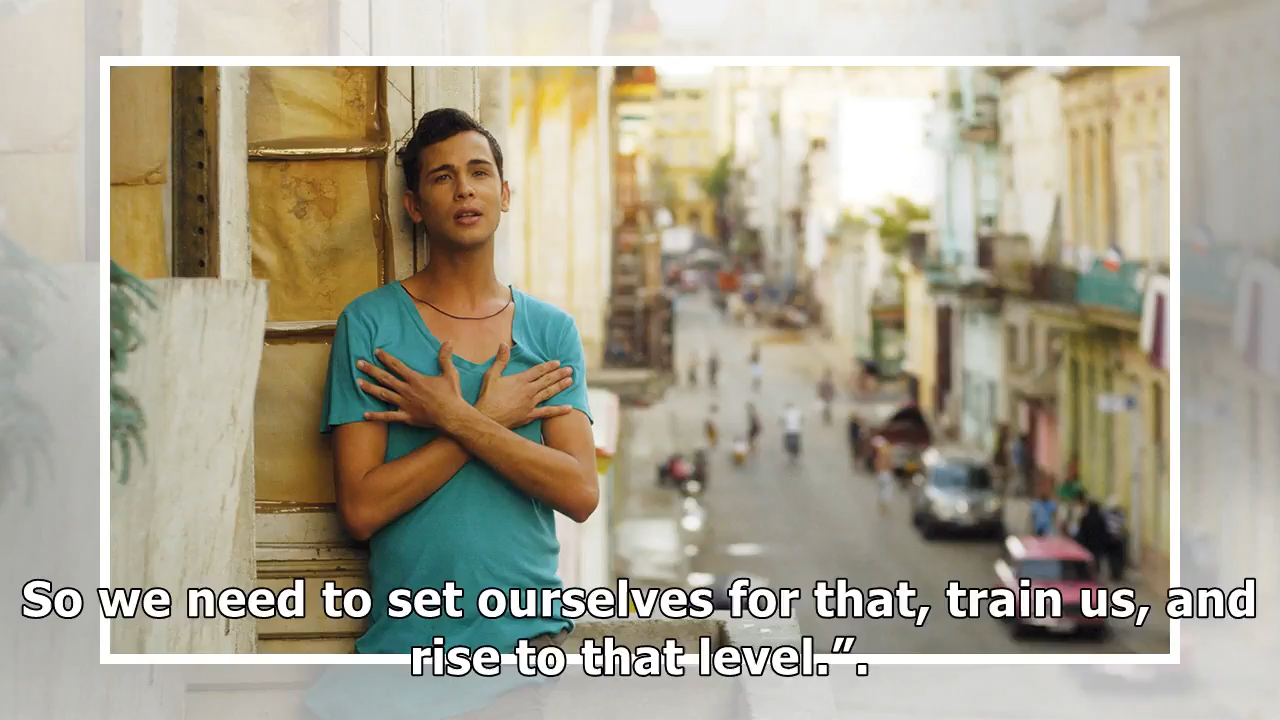 So we need to set ourselves for that, train us, and
rise to that level.”.